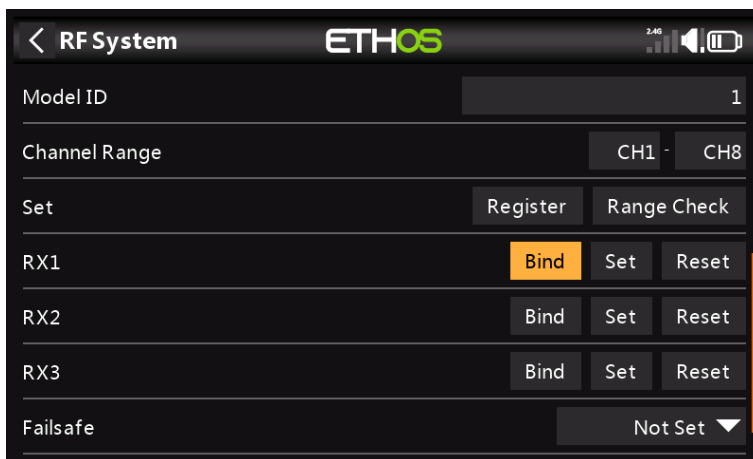 RF System ETHOS 2.4G
Model ID 1
Channel Range CH1 - CH8
Set Register Range Check
RX1 Bind Set Reset
RX2 Bind Set Reset
RX3 Bind Set Reset
Failsafe Not Set